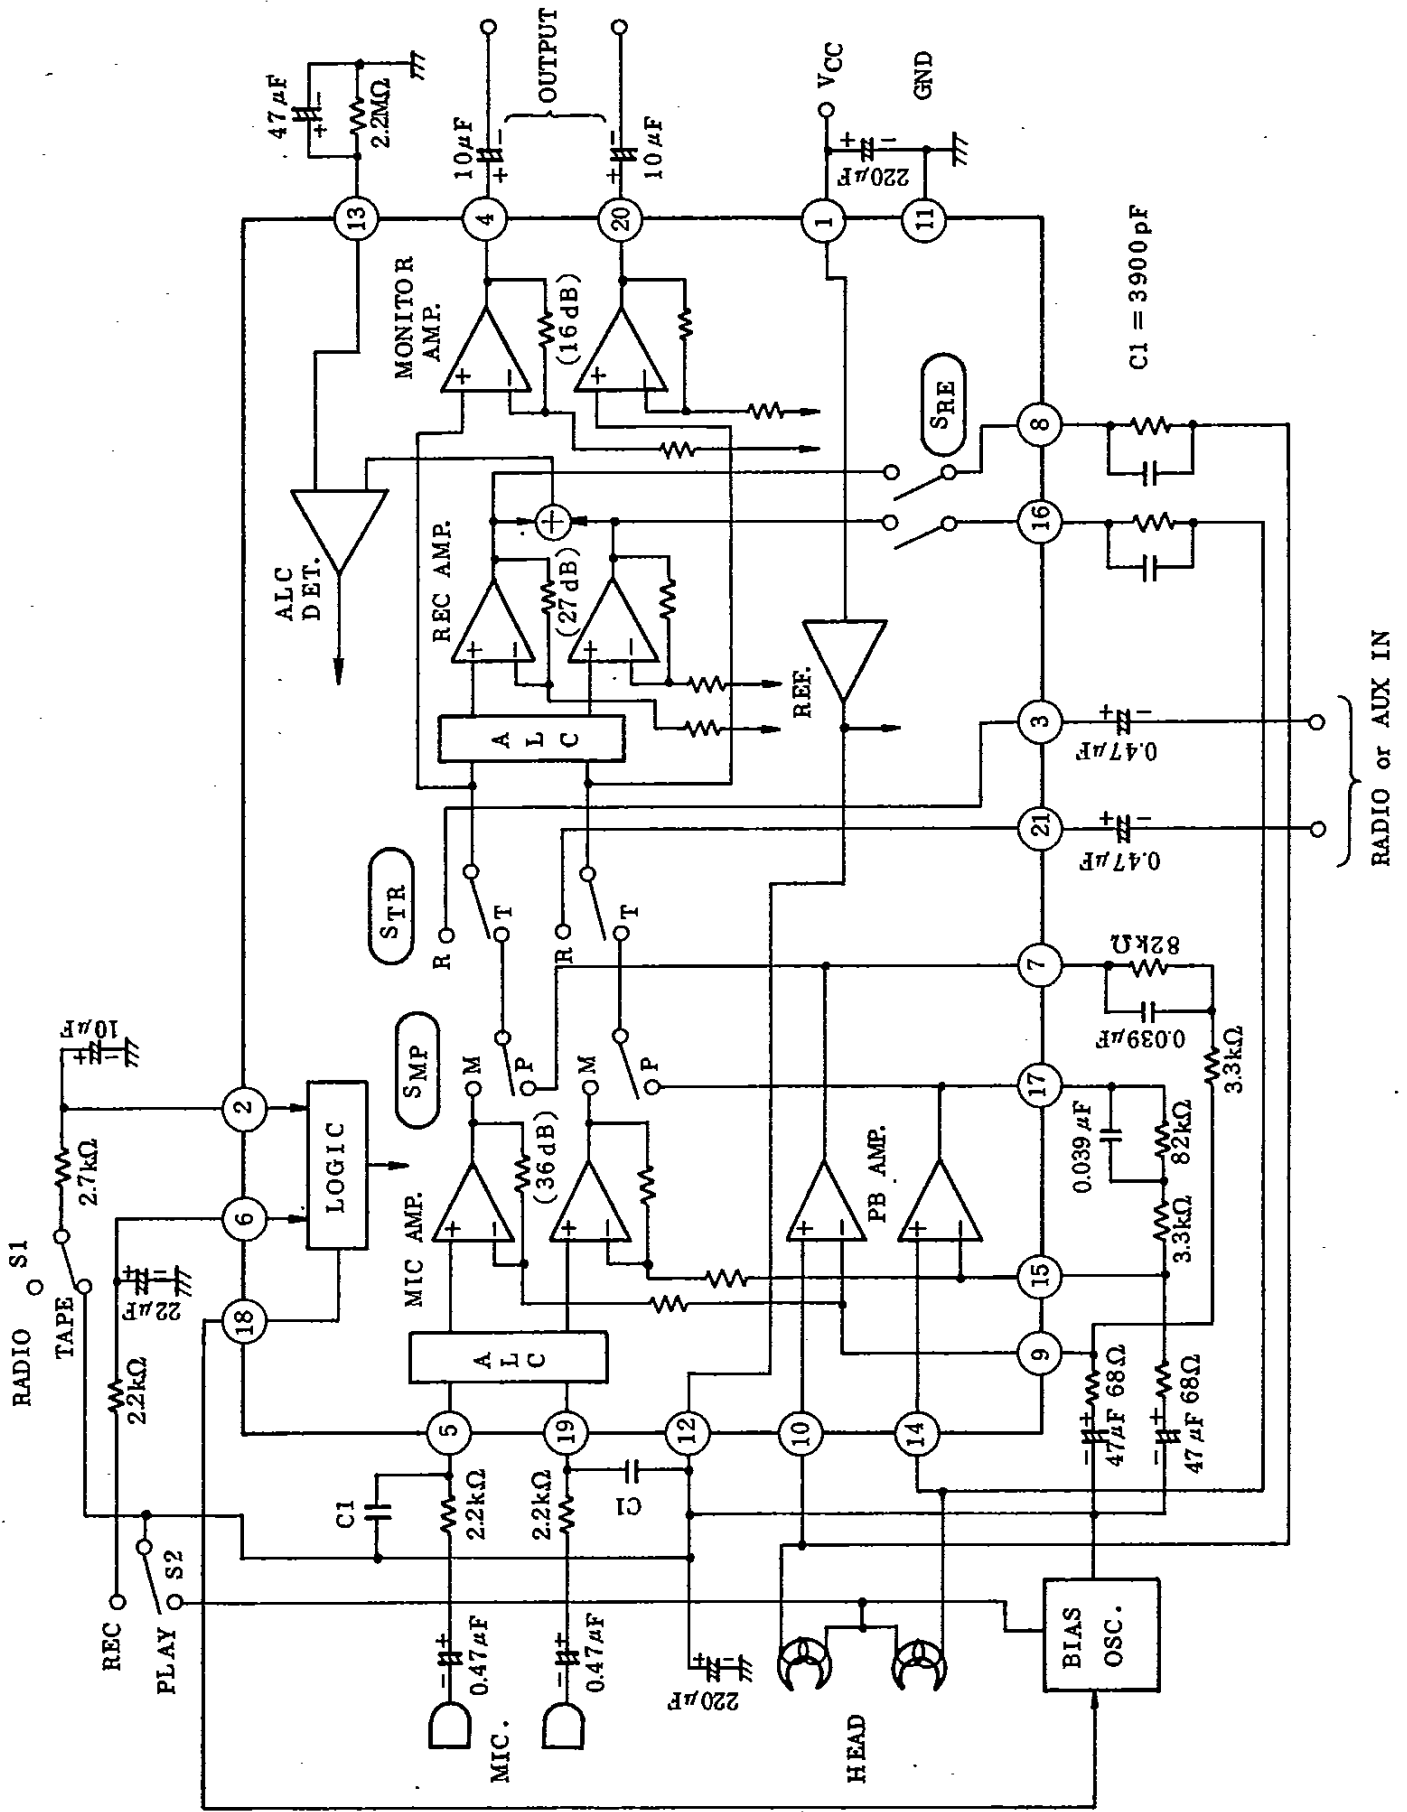 RADIO S1
TAPE
2.7kΩ
10μF
2
6
18
22μF
2.2kΩ
REC
PLAY
S2
LOGIC
47μF
2.2MΩ
13
ALC
DET.
MONITOR
AMP.
(16dB)
4
20
10μF
10μF
OUTPUT
VCC
1
220μF
11
GND
C1=3900pF
REC AMP.
(27dB)
A L C
REF.
SRE
8
16
STR
R
T
R
T
SMP
M
P
M
P
MIC AMP.
(36dB)
A L C
PB AMP.
5
19
12
10
14
C1
C1
2.2kΩ
2.2kΩ
0.47μF
0.47μF
MIC.
220μF
HEAD
BIAS
OSC.
3
21
0.47μF
0.47μF
RADIO or AUX IN
7
17
15
9
82kΩ
0.039μF
3.3kΩ
0.039μF
82kΩ
3.3kΩ
47μF 68Ω
47μF 68Ω